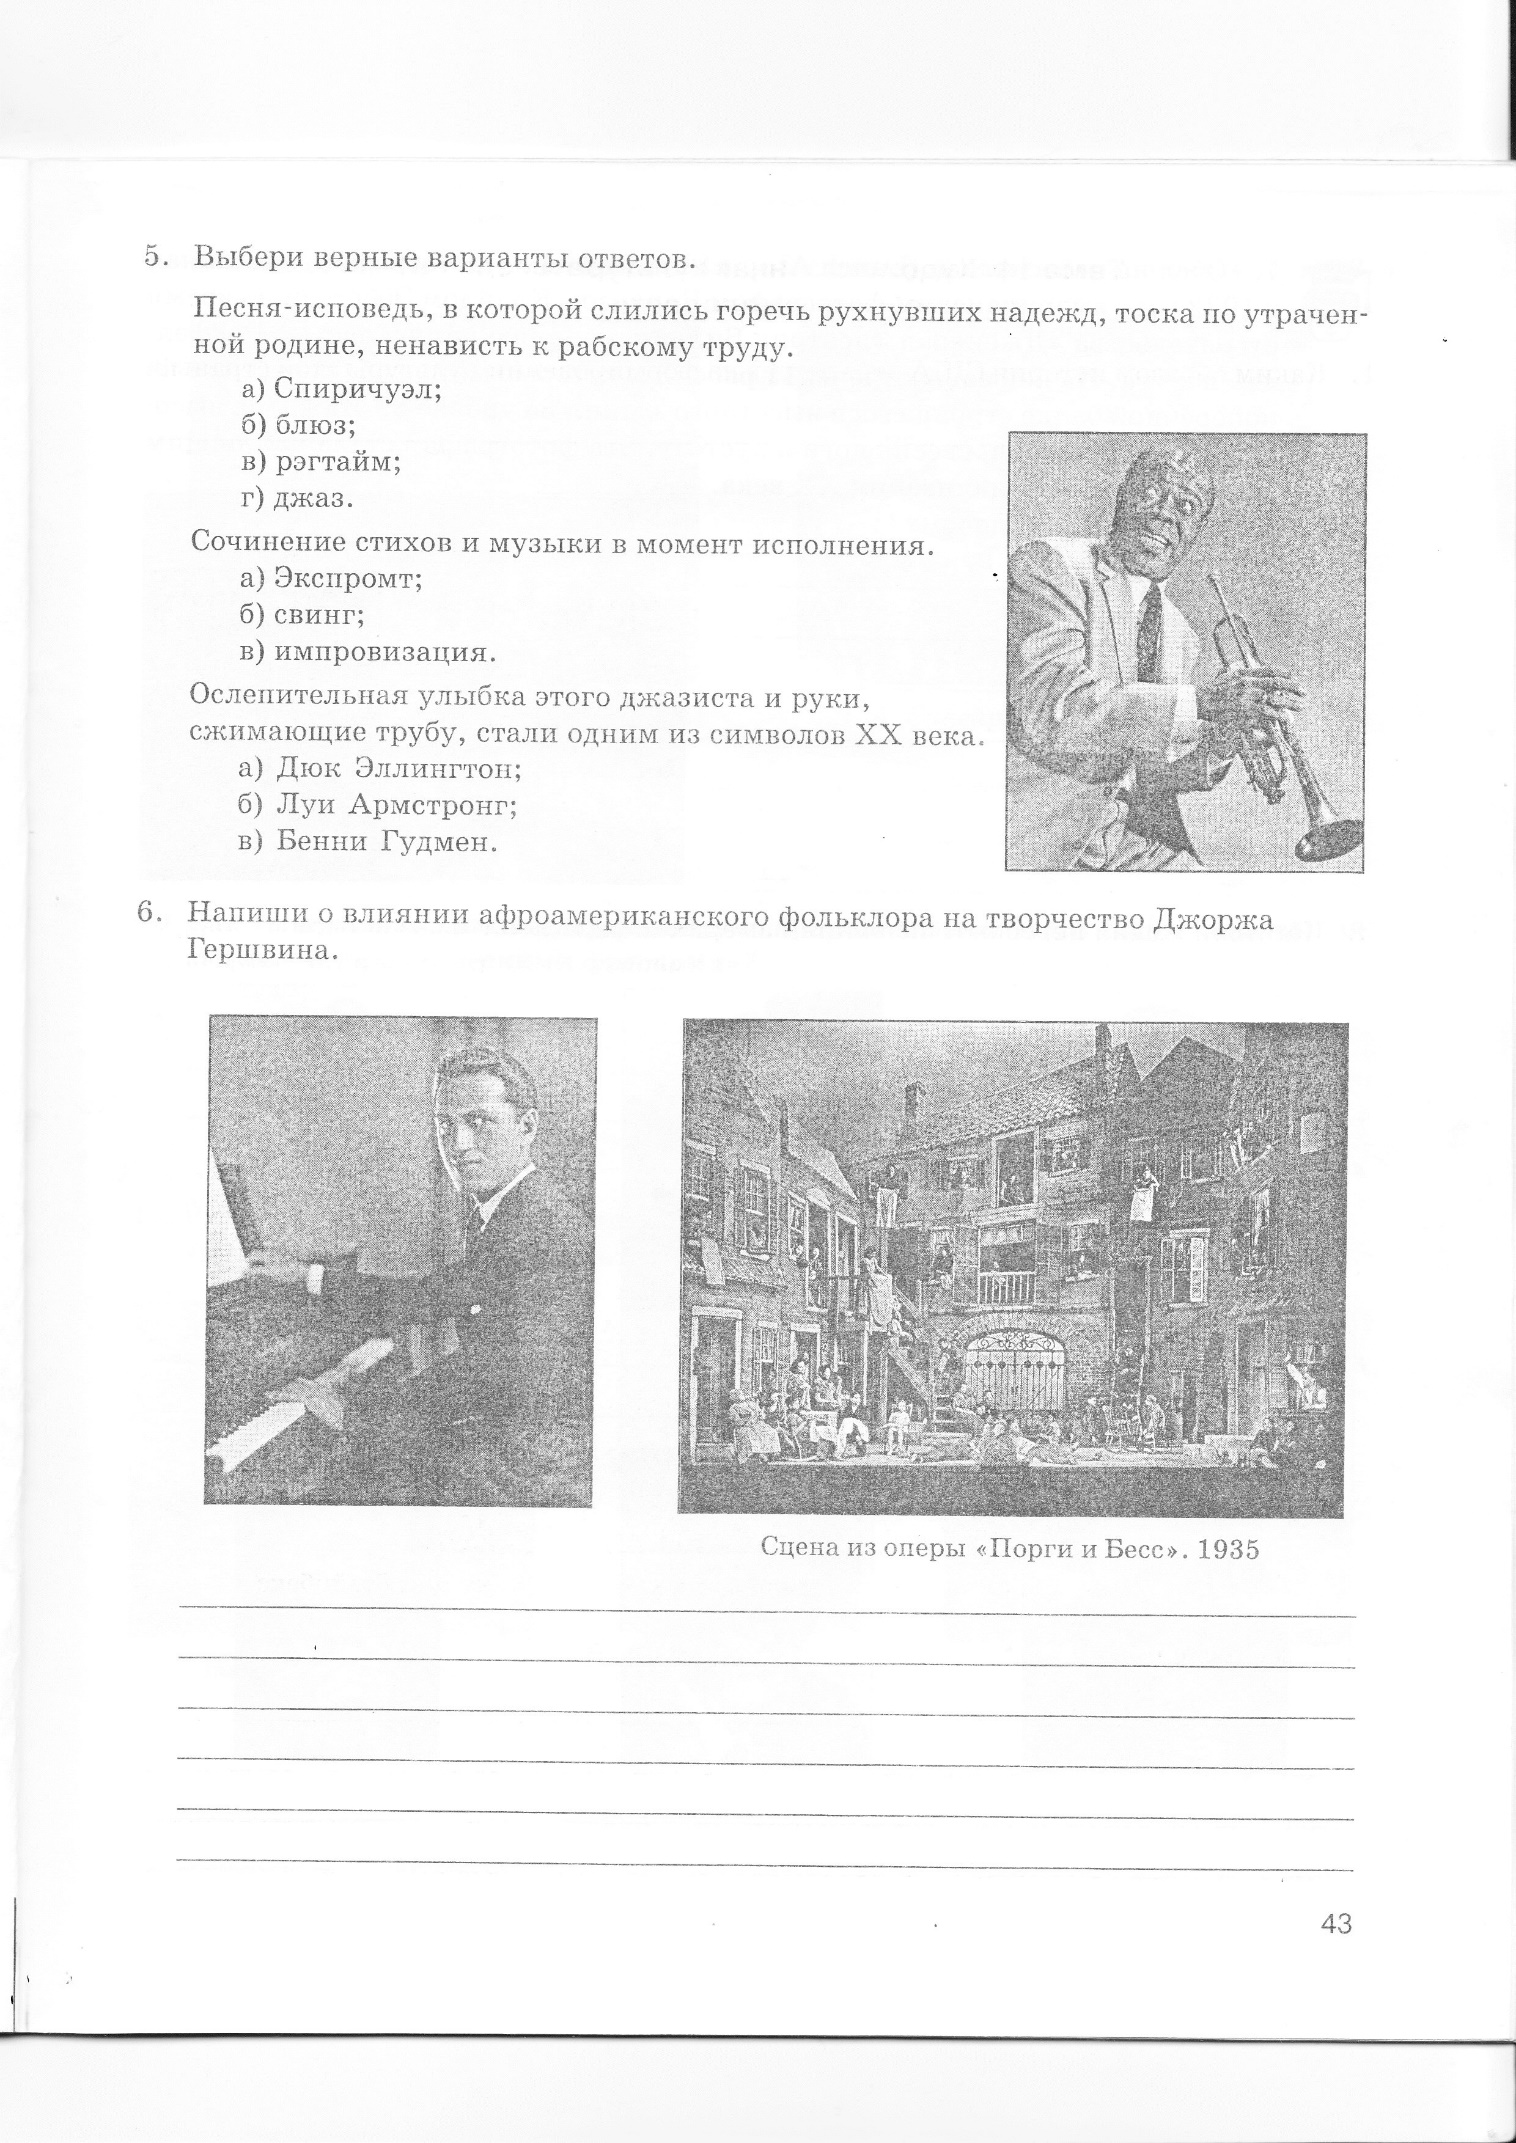 5. Выбери верные варианты ответов.
Песня-исповедь, в которой слились горечь рухнувших надежд, тоска по утрачен-
ной родине, ненависть к рабскому труду.
а) Спиричуэл;
б) блюз;
в) рэгтайм;
г) джаз.
Сочинение стихов и музыки в момент исполнения.
а) Экспромт;
б) свинг;
в) импровизация.
Ослепительная улыбка этого джазиста и руки,
сжимающие трубу, стали одним из символов XX века.
а) Дюк Эллингтон;
б) Луи Армстронг;
в) Бенни Гудмен.
6. Напиши о влиянии афроамериканского фольклора на творчество Джоржа
Гершвина.
Сцена из оперы «Порги и Бесс». 1935
43